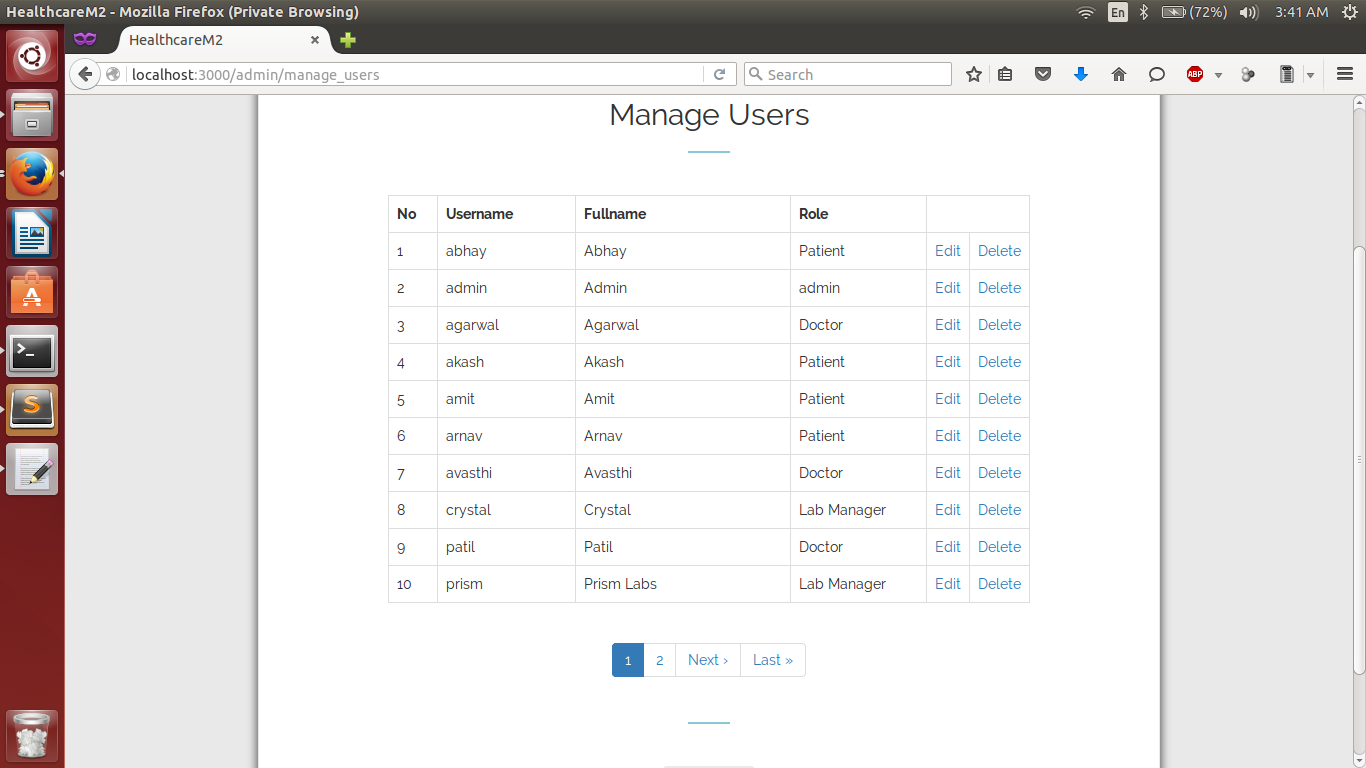 HealthcareM2 - Mozilla Firefox (Private Browsing) En (72%) 3:41 AM
HealthcareM2 ×
localhost:3000/admin/manage_users Search ABP
Manage Users
No Username Fullname Role
1 abhay Abhay Patient Edit Delete
2 admin Admin admin Edit Delete
3 agarwal Agarwal Doctor Edit Delete
4 akash Akash Patient Edit Delete
5 amit Amit Patient Edit Delete
6 arnav Arnav Patient Edit Delete
7 avasthi Avasthi Doctor Edit Delete
8 crystal Crystal Lab Manager Edit Delete
9 patil Patil Doctor Edit Delete
10 prism Prism Labs Lab Manager Edit Delete
1 2 Next › Last »